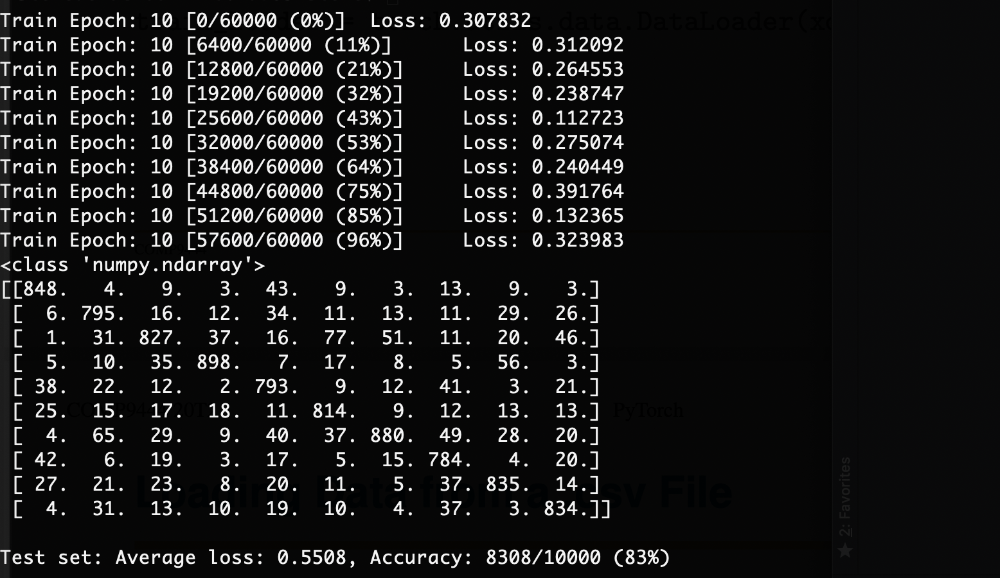 Train Epoch: 10 [0/60000 (0%)]  Loss: 0.307832
Train Epoch: 10 [6400/60000 (11%)]      Loss: 0.312092
Train Epoch: 10 [12800/60000 (21%)]     Loss: 0.264553
Train Epoch: 10 [19200/60000 (32%)]     Loss: 0.238747
Train Epoch: 10 [25600/60000 (43%)]     Loss: 0.112723
Train Epoch: 10 [32000/60000 (53%)]     Loss: 0.275074
Train Epoch: 10 [38400/60000 (64%)]     Loss: 0.240449
Train Epoch: 10 [44800/60000 (75%)]     Loss: 0.391764
Train Epoch: 10 [51200/60000 (85%)]     Loss: 0.132365
Train Epoch: 10 [57600/60000 (96%)]     Loss: 0.323983
<class 'numpy.ndarray'>
[[848.   4.   9.   3.  43.   9.   3.  13.   9.   3.]
 [  6. 795.  16.  12.  34.  11.  13.  11.  29.  26.]
 [  1.  31. 827.  37.  16.  77.  51.  11.  20.  46.]
 [  5.  10.  35. 898.   7.  17.   8.   5.  56.   3.]
 [ 38.  22.  12.   2. 793.   9.  12.  41.   3.  21.]
 [ 25.  15.  17.  18.  11. 814.   9.  12.  13.  13.]
 [  4.  65.  29.   9.  40.  37. 880.  49.  28.  20.]
 [ 42.   6.  19.   3.  17.   5.  15. 784.   4.  20.]
 [ 27.  21.  23.   8.  20.  11.   5.  37. 835.  14.]
 [  4.  31.  13.  10.  19.  10.   4.  37.   3. 834.]]
Test set: Average loss: 0.5508, Accuracy: 8308/10000 (83%)
.data.DataLoader(
PyTorch
Loading Data from a .csv File
2: Favorites